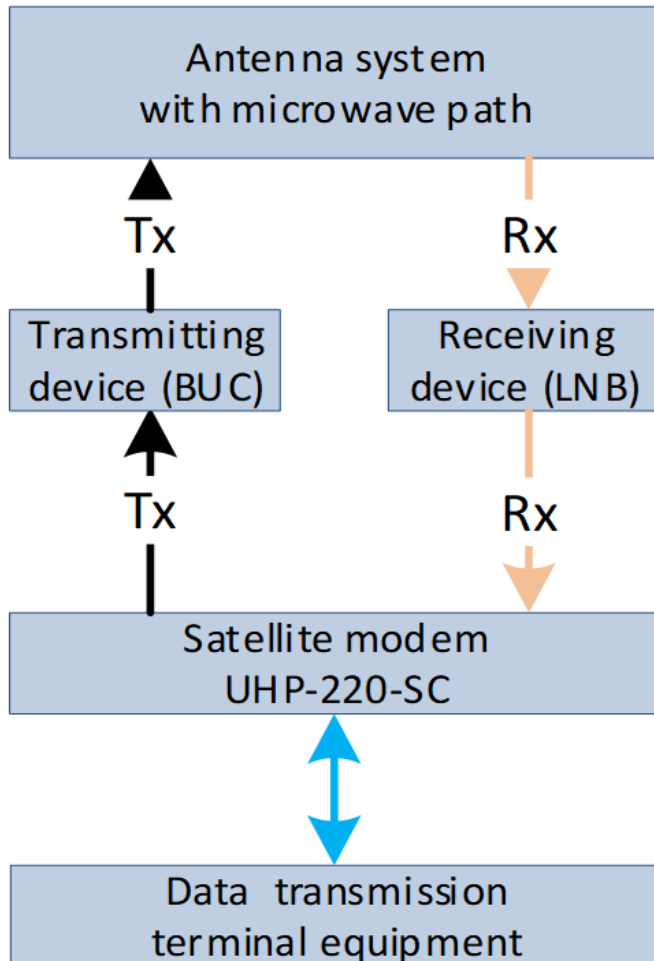 Antenna system
with microwave path
Tx
Rx
Transmitting
device (BUC)
Receiving
device (LNB)
Tx
Rx
Satellite modem
UHP-220-SC
Data transmission
terminal equipment